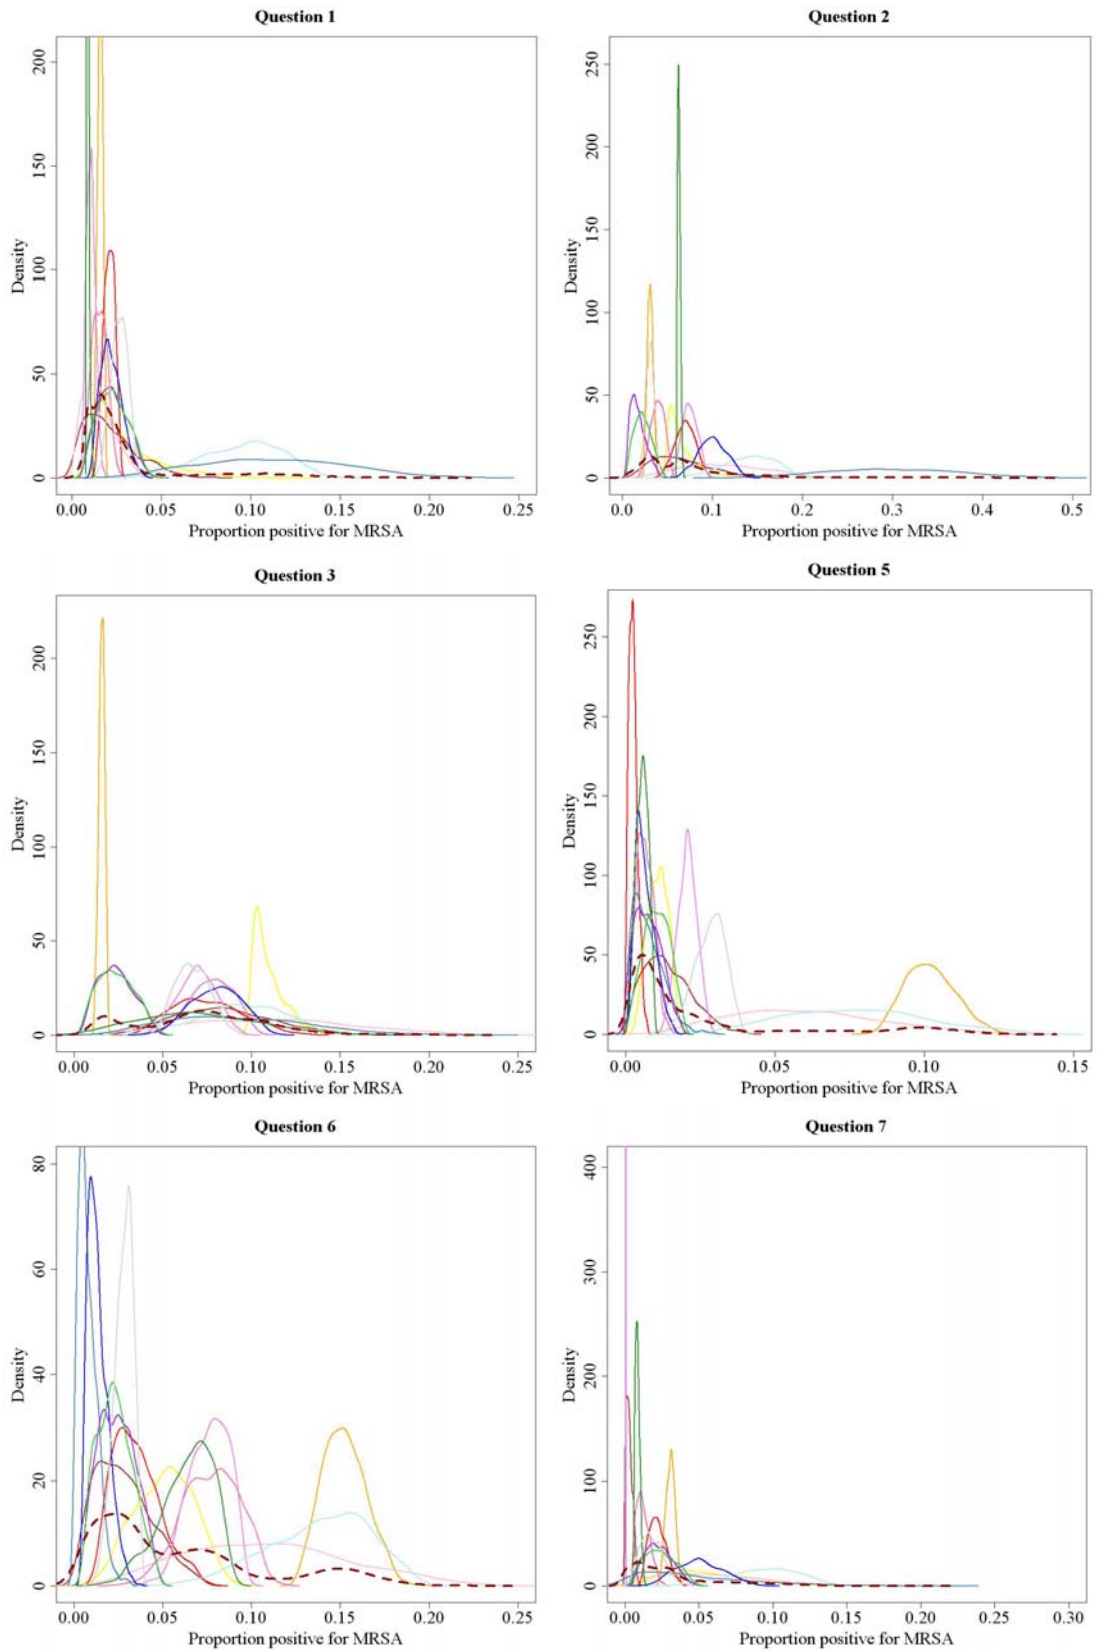 Question 1
Density
200
150
100
50
0
0.00 0.05 0.10 0.15 0.20 0.25
Proportion positive for MRSA
Question 2
Density
250
200
150
100
50
0
0.0 0.1 0.2 0.3 0.4 0.5
Proportion positive for MRSA
Question 3
Density
200
150
100
50
0
0.00 0.05 0.10 0.15 0.20 0.25
Proportion positive for MRSA
Question 5
Density
250
200
150
100
50
0
0.00 0.05 0.10 0.15
Proportion positive for MRSA
Question 6
Density
80
60
40
20
0
0.00 0.05 0.10 0.15 0.20 0.25
Proportion positive for MRSA
Question 7
Density
400
300
200
100
0
0.00 0.05 0.10 0.15 0.20 0.25 0.30
Proportion positive for MRSA